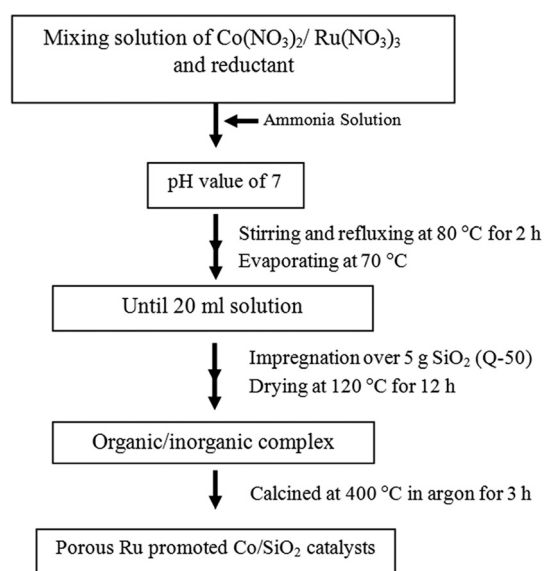 Mixing solution of Co(NO₃)₂/ Ru(NO₃)₃
and reductant
Ammonia Solution
pH value of 7
Stirring and refluxing at 80 °C for 2 h
Evaporating at 70 °C
Until 20 ml solution
Impregnation over 5 g SiO₂ (Q-50)
Drying at 120 °C for 12 h
Organic/inorganic complex
Calcined at 400 °C in argon for 3 h
Porous Ru promoted Co/SiO₂ catalysts